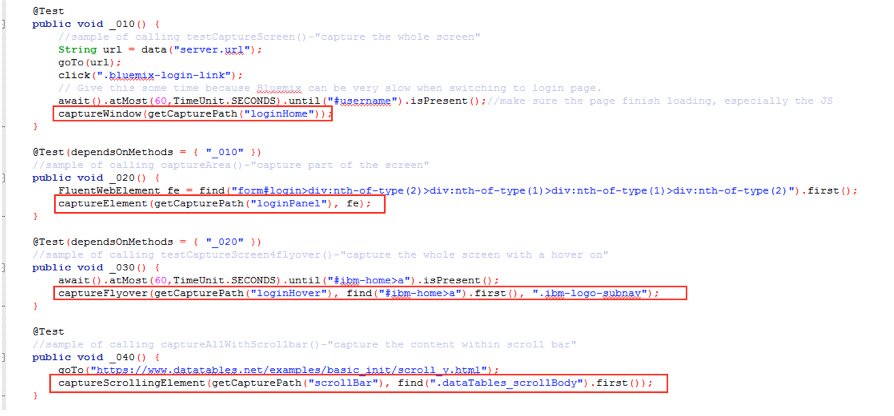 @Test
public void _010() {
//sample of calling testCaptureScreen()-"capture the whole screen"
String url = data("server.url");
goTo(url);
click(".bluemix-login-link");
// Give this some time because Bluemix can be very slow when switching to login page.
await().atMost(60,TimeUnit.SECONDS).until("#username").isPresent();//make sure the page finish loading, especially the JS
captureWindow(getCapturePath("loginHome"));
}
@Test(dependsOnMethods = { "_010" })
//sample of calling captureArea()-"capture part of the screen"
public void _020() {
FluentWebElement fe = find("form#login>div:nth-of-type(2)>div:nth-of-type(1)>div:nth-of-type(1)>div:nth-of-type(2)").first();
captureElement(getCapturePath("loginPanel"), fe);
}
@Test(dependsOnMethods = { "_020" })
//sample of calling testCaptureScreen4flyover()-"capture the whole screen with a hover on"
public void _030() {
await().atMost(60,TimeUnit.SECONDS).until("#ibm-home>a").isPresent();
captureFlyover(getCapturePath("loginHover"), find("#ibm-home>a").first(), ".ibm-logo-subnav");
}
@Test
//sample of calling captureAllWithScrollbar()-"capture the content within scroll bar"
public void _040() {
goTo("https://www.datatables.net/examples/basic_init/scroll_y.html");
captureScrollingElement(getCapturePath("scrollBar"), find(".dataTables_scrollBody").first());
}